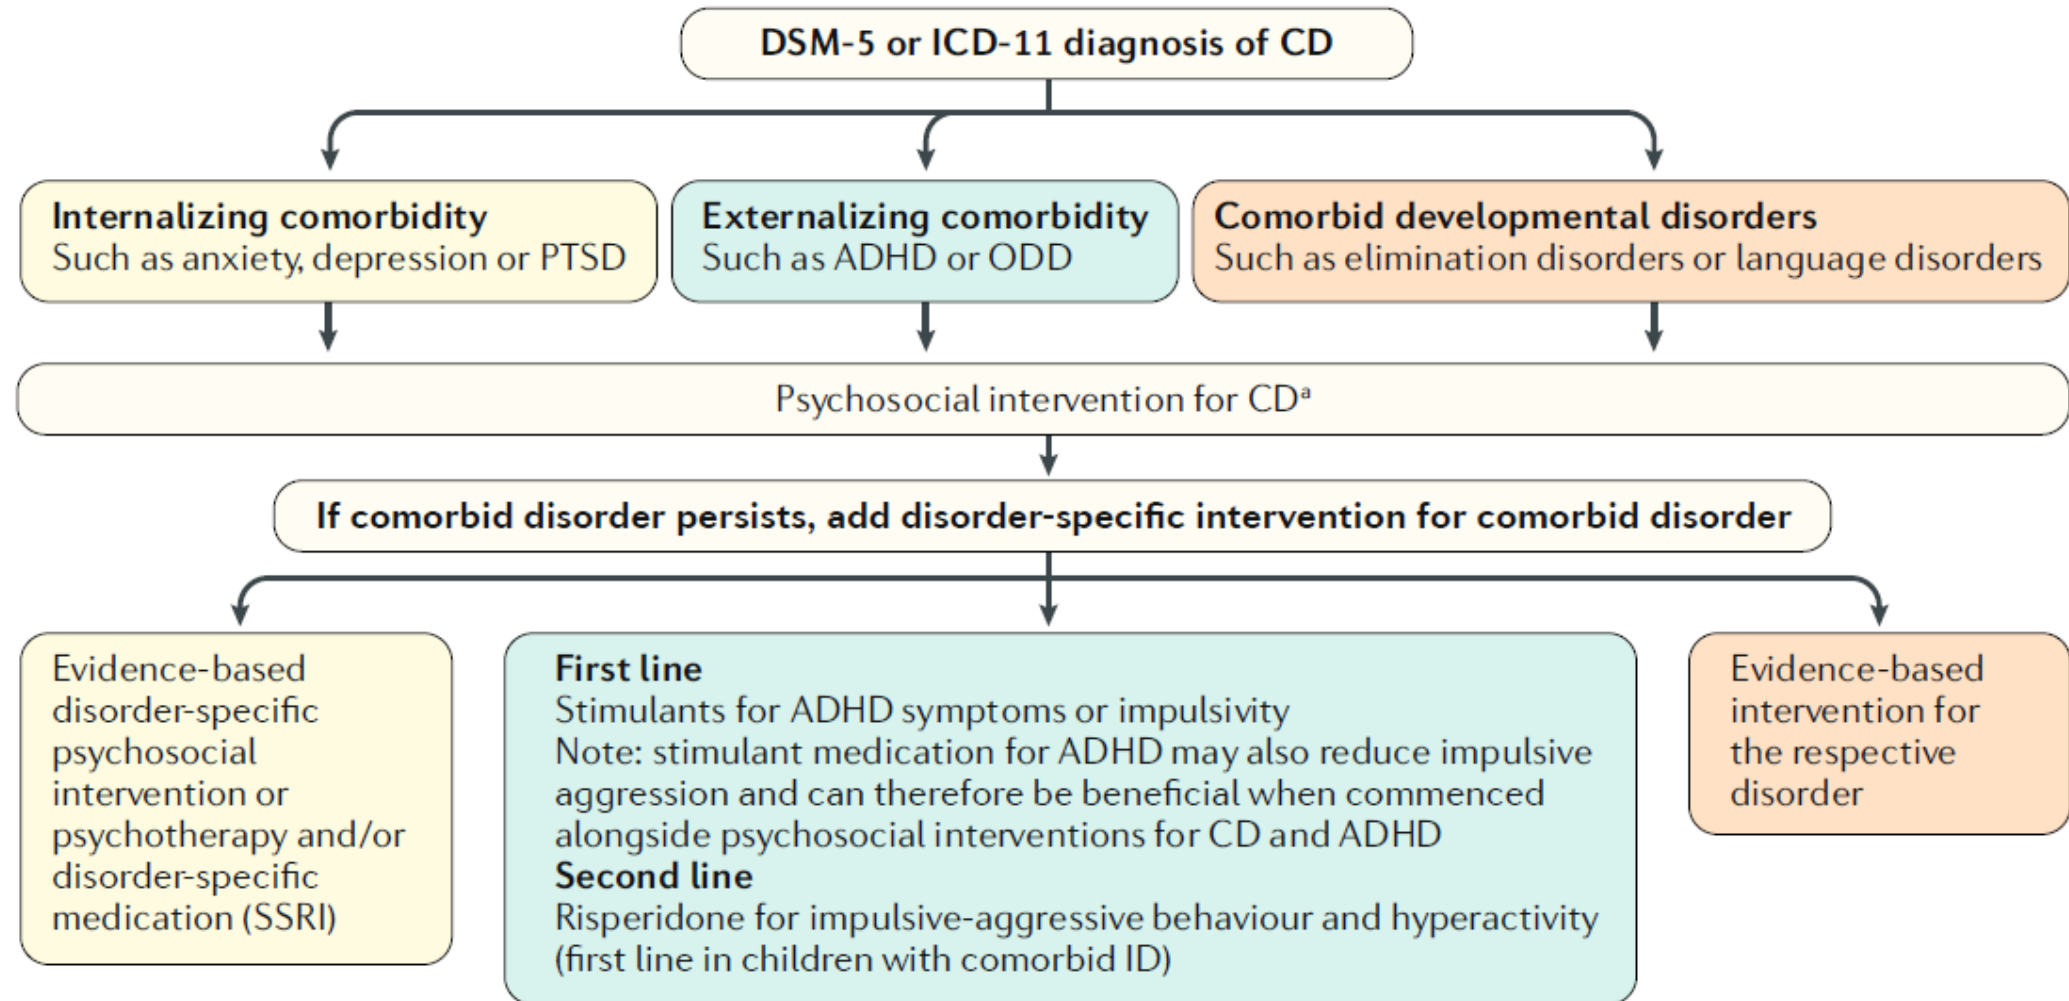 DSM-5 or ICD-11 diagnosis of CD
Internalizing comorbidity
Such as anxiety, depression or PTSD
Externalizing comorbidity
Such as ADHD or ODD
Comorbid developmental disorders
Such as elimination disorders or language disorders
Psychosocial intervention for CDᵃ
If comorbid disorder persists, add disorder-specific intervention for comorbid disorder
Evidence-based
disorder-specific
psychosocial
intervention or
psychotherapy and/or
disorder-specific
medication (SSRI)
First line
Stimulants for ADHD symptoms or impulsivity
Note: stimulant medication for ADHD may also reduce impulsive
aggression and can therefore be beneficial when commenced
alongside psychosocial interventions for CD and ADHD
Second line
Risperidone for impulsive-aggressive behaviour and hyperactivity
(first line in children with comorbid ID)
Evidence-based
intervention for
the respective
disorder